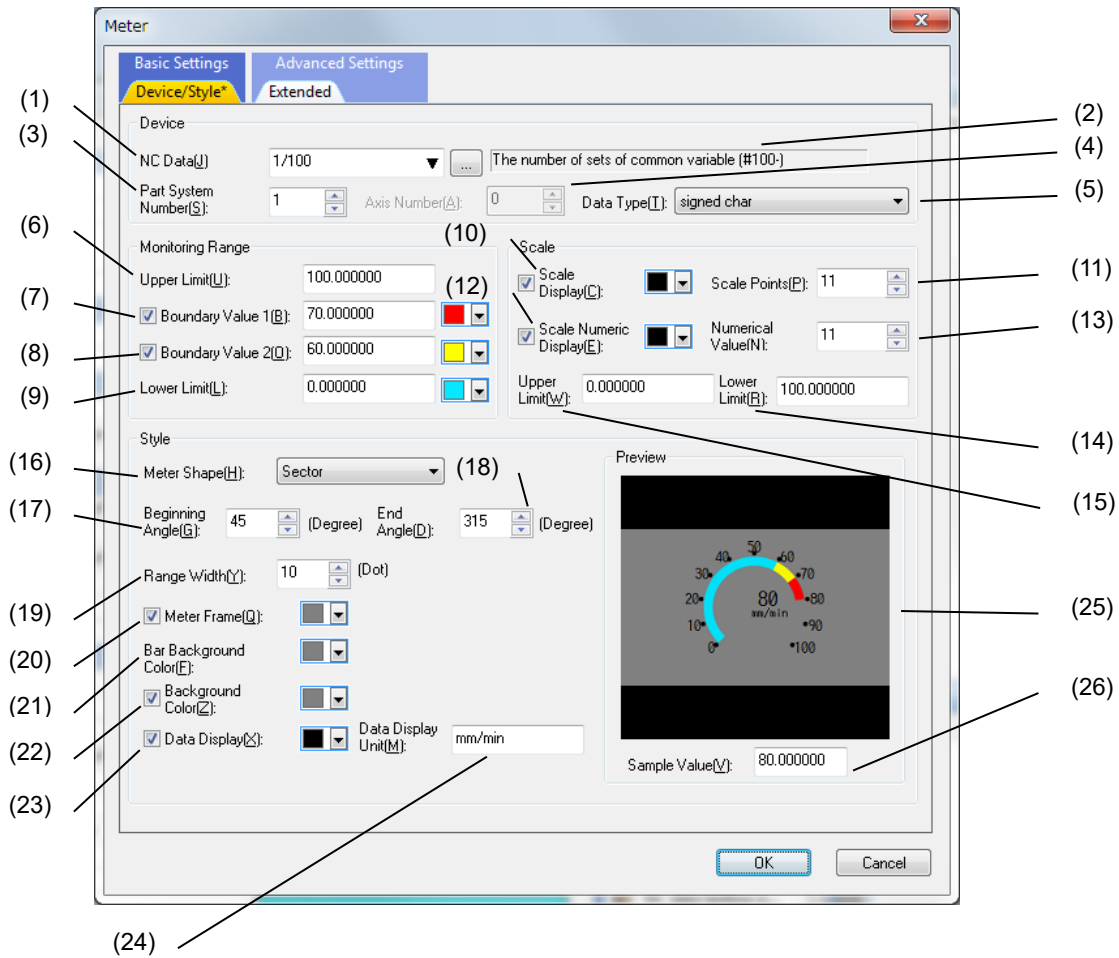 Meter
Basic Settings Advanced Settings
Device/Style* Extended
(1)
(2)
(3)
(4)
(5)
Device
NC Data(J) 1/100 ... The number of sets of common variable (#100-)
Part System Number(S): 1 Axis Number(A): 0 Data Type(T): signed char
(6)
(7)
(8)
(9)
(10)
(12)
(11)
(13)
(14)
(15)
Monitoring Range
Upper Limit(U): 100.000000
Boundary Value 1(B): 70.000000
Boundary Value 2(O): 60.000000
Lower Limit(L): 0.000000
Scale
Scale Display(C): Scale Points(P): 11
Scale Numeric Display(E): Numerical Value(N): 11
Upper Limit(W): 0.000000 Lower Limit(R): 100.000000
(16)
(17)
(18)
(19)
(20)
(21)
(22)
(23)
(24)
(25)
(26)
Style
Meter Shape(H): Sector
Beginning Angle(G): 45 (Degree) End Angle(D): 315 (Degree)
Range Width(Y): 10 (Dot)
Meter Frame(Q):
Bar Background Color(F):
Background Color(Z):
Data Display(X): Data Display Unit(M): mm/min
Preview
0 10 20 30 40 50 60 70 80 90 100
80
mm/min
Sample Value(V): 80.000000
OK Cancel